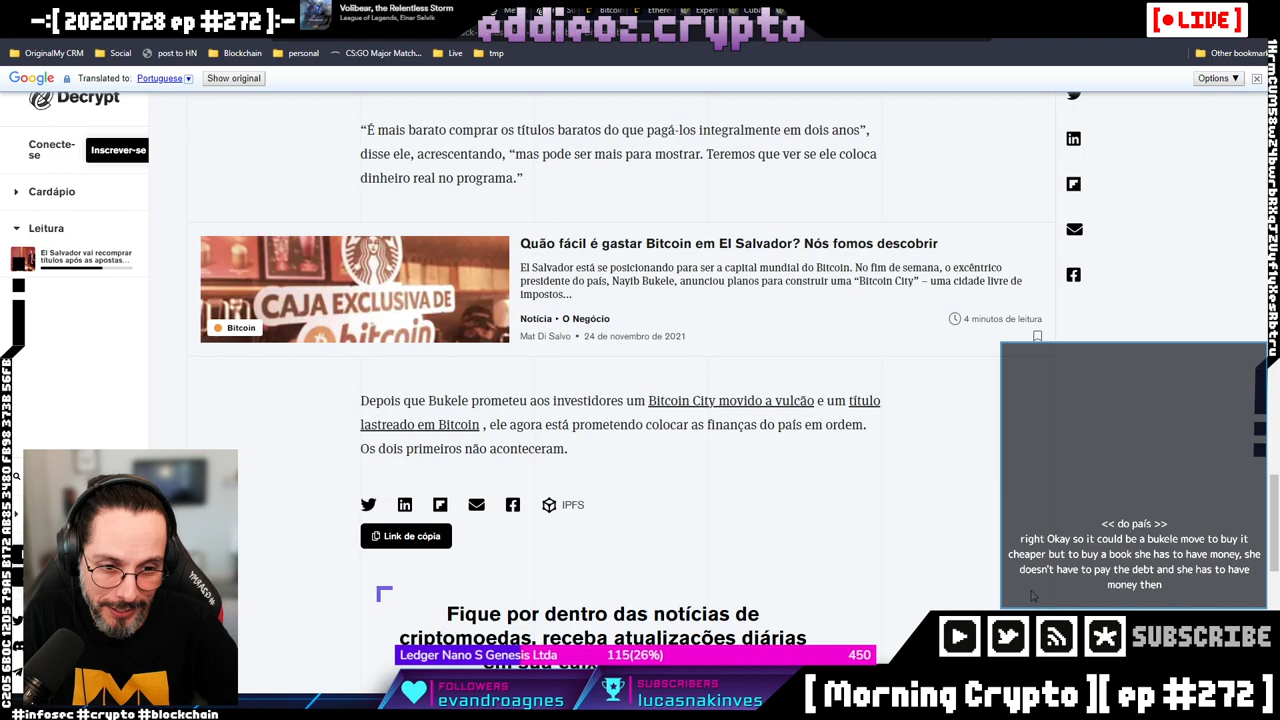 -:[ 20220728 ep #272 ]:-
Volibear, the Relentless Storm
League of Legends, Einar Selvik
eddieoz.crypto
[● LIVE ]
OriginalMy CRM
Social
post to HN
Blockchain
personal
CS:GO Major Match...
Live
tmp
Other bookmar
Google
Translated to: Portuguese
Show original
Options ▼
Decrypt
Conecte-
se
Inscrever-se
Cardápio
Leitura
El Salvador vai recomprar
títulos após as apostas...
“É mais barato comprar os títulos baratos do que pagá-los integralmente em dois anos”,
disse ele, acrescentando, “mas pode ser mais para mostrar. Teremos que ver se ele coloca
dinheiro real no programa.”
CAJA EXCLUSIVA DE
bitcoin
Bitcoin
Quão fácil é gastar Bitcoin em El Salvador? Nós fomos descobrir
El Salvador está se posicionando para ser a capital mundial do Bitcoin. No fim de semana, o excêntrico
presidente do país, Nayib Bukele, anunciou planos para construir uma “Bitcoin City” – uma cidade livre de
impostos...
Notícia ‣ O Negócio
4 minutos de leitura
Mat Di Salvo • 24 de novembro de 2021
Depois que Bukele prometeu aos investidores um Bitcoin City movido a vulcão e um título
lastreado em Bitcoin , ele agora está prometendo colocar as finanças do país em ordem.
Os dois primeiros não aconteceram.
IPFS
Link de cópia
Fique por dentro das notícias de
criptomoedas, receba atualizações diárias
<< do país >>
right Okay so it could be a bukele move to buy it
cheaper but to buy a book she has to have money, she
doesn't have to pay the debt and she has to have
money then
Ledger Nano S Genesis Ltda
115(26%)
450
FOLLOWERS
evandroagnes
SUBSCRIBERS
lucasnakinves
SUBSCRIBE
[ Morning Crypto ][ ep #272 ]
#infosec #crypto #blockchain